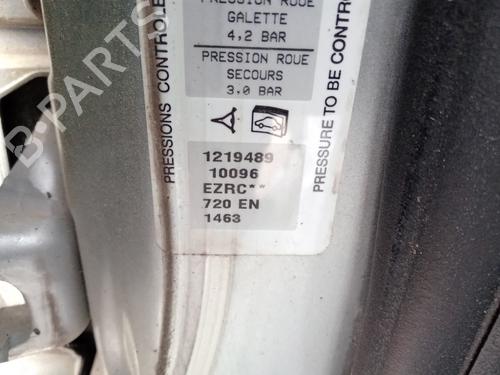 PRESSION ROUE
GALETTE
4,2 BAR
PRESSION ROUE
SECOURS
3,0 BAR
1219489
10096
EZRC**
720 EN
1463
PRESSIONS CONTROLE
PRESSURE TO BE CONTRO
B-PARTS